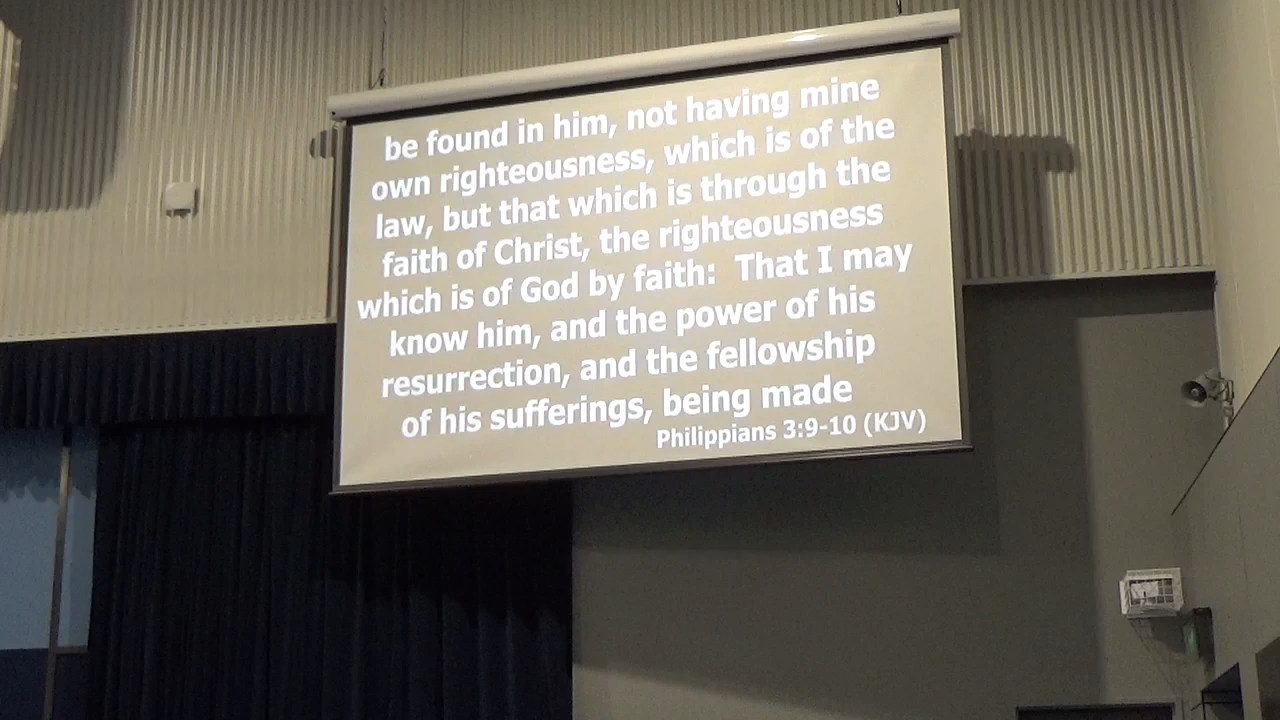 be found in him, not having mine
own righteousness, which is of the
law, but that which is through the
faith of Christ, the righteousness
which is of God by faith: That I may
know him, and the power of his
resurrection, and the fellowship
of his sufferings, being made
Philippians 3:9-10 (KJV)